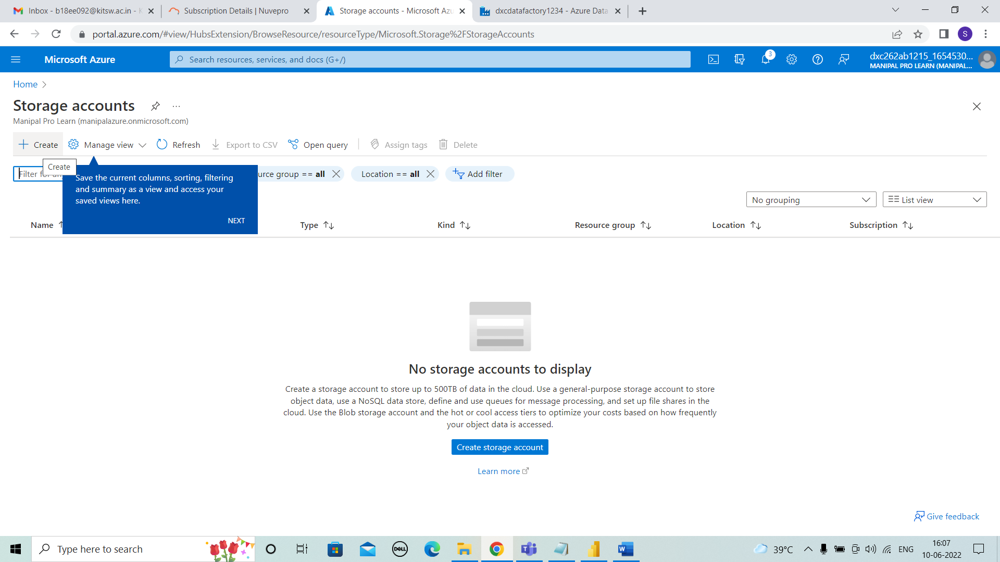 Inbox - b18ee092@kitsw.ac.in - K
Subscription Details | Nuvepro
Storage accounts - Microsoft Azu
dxcdatafactory1234 - Azure Data
portal.azure.com/#view/HubsExtension/BrowseResource/resourceType/Microsoft.Storage%2FStorageAccounts
S
Microsoft Azure
Search resources, services, and docs (G+/)
3
dxc262ab1215_1654530...
MANIPAL PRO LEARN (MANIPAL...
Home
Storage accounts
...
Manipal Pro Learn (manipalazure.onmicrosoft.com)
Create
Manage view
Refresh
Export to CSV
Open query
Assign tags
Delete
Create
Filter f
urce group == all
Location == all
Add filter
Save the current columns, sorting, filtering
and summary as a view and access your
saved views here.
NEXT
No grouping
List view
Name
Type
Kind
Resource group
Location
Subscription
No storage accounts to display
Create a storage account to store up to 500TB of data in the cloud. Use a general-purpose storage account to store
object data, use a NoSQL data store, define and use queues for message processing, and set up file shares in the
cloud. Use the Blob storage account and the hot or cool access tiers to optimize your costs based on how frequently
your object data is accessed.
Create storage account
Learn more
Give feedback
Type here to search
DELL
39°C
ENG
16:07
10-06-2022